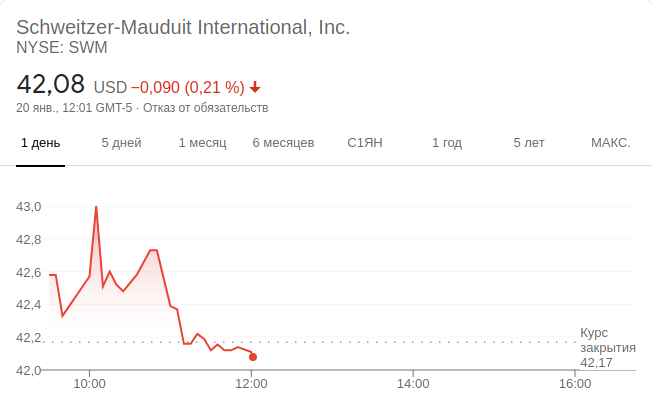 Schweitzer-Mauduit International, Inc.
NYSE: SWM
42,08 USD −0,090 (0,21 %)
20 янв., 12:01 GMT-5 · Отказ от обязательств
1 день 5 дней 1 месяц 6 месяцев С1ЯН 1 год 5 лет МАКС.
43,0
42,8
42,6
42,4
42,2
42,0
Курс
закрытия
42,17
10:00 12:00 14:00 16:00